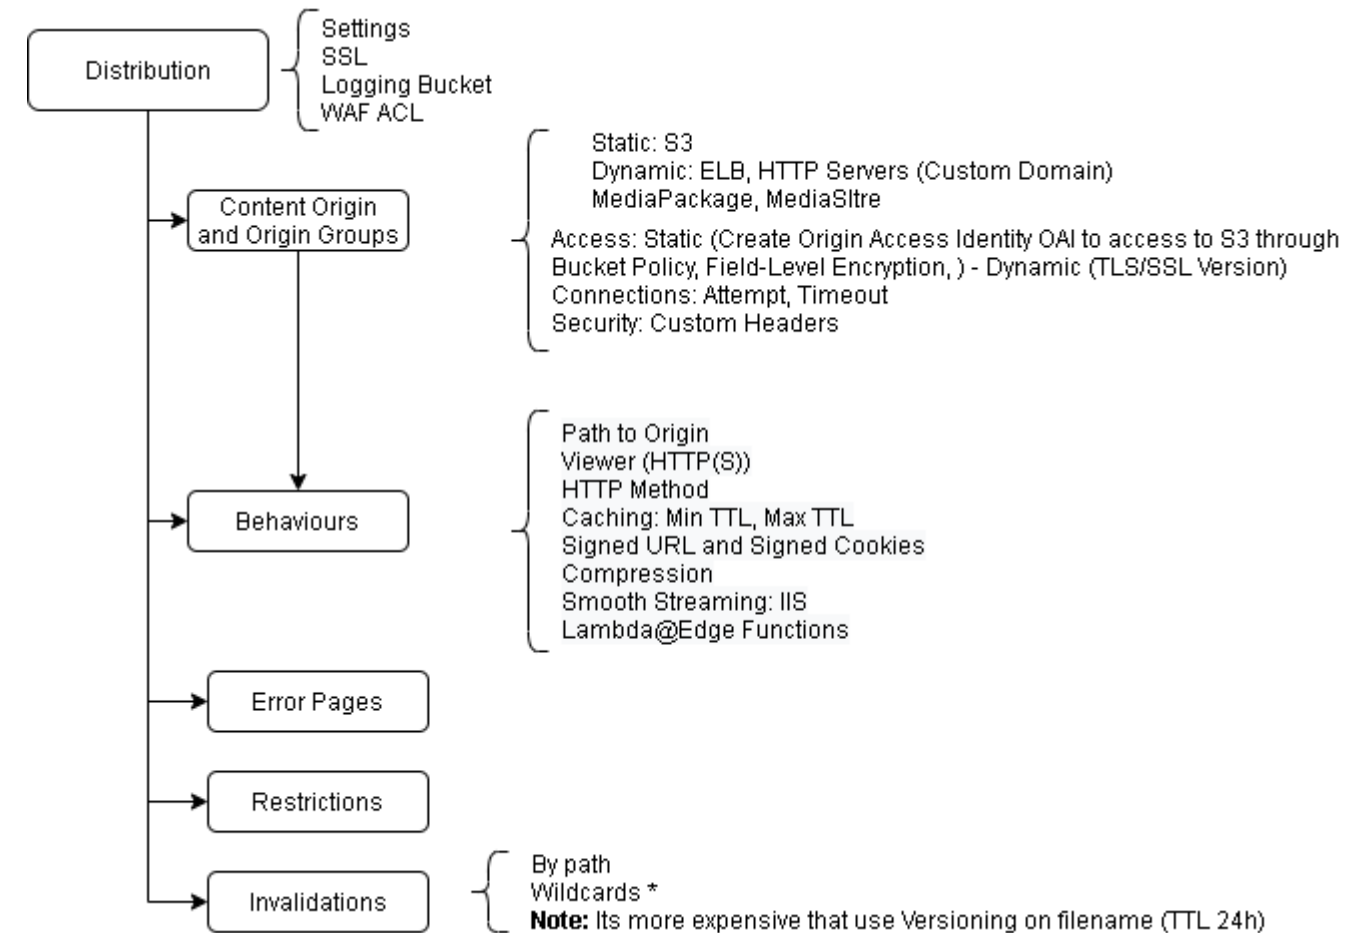 Distribution
Settings
SSL
Logging Bucket
WAF ACL
Content Origin
and Origin Groups
Static: S3
Dynamic: ELB, HTTP Servers (Custom Domain)
MediaPackage, MediaSltre
Access: Static (Create Origin Access Identity OAI to access to S3 through
Bucket Policy, Field-Level Encryption, ) - Dynamic (TLS/SSL Version)
Connections: Attempt, Timeout
Security: Custom Headers
Behaviours
Path to Origin
Viewer (HTTP(S))
HTTP Method
Caching: Min TTL, Max TTL
Signed URL and Signed Cookies
Compression
Smooth Streaming: IIS
Lambda@Edge Functions
Error Pages
Restrictions
Invalidations
By path
Wildcards *
Note: Its more expensive that use Versioning on filename (TTL 24h)